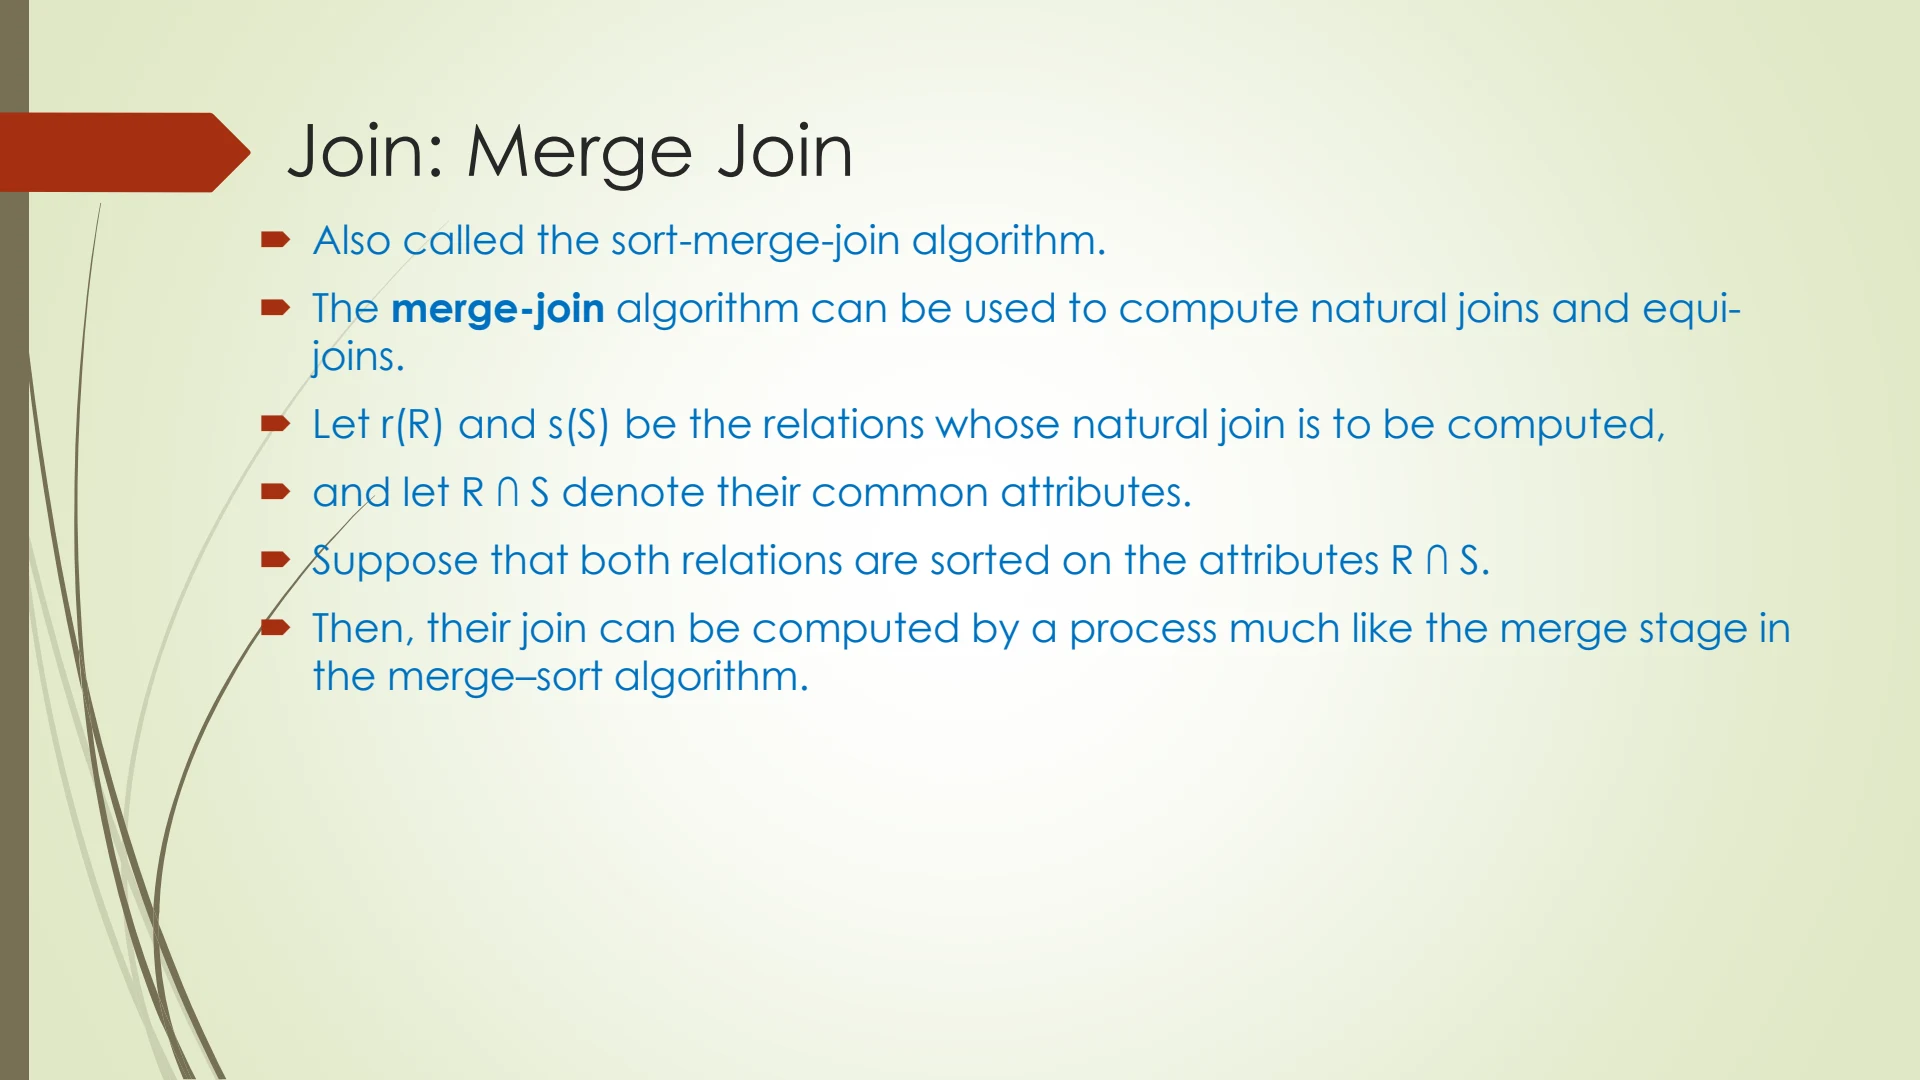 Join: Merge Join
Also called the sort-merge-join algorithm.
The merge-join algorithm can be used to compute natural joins and equi-
joins.
Let r(R) and s(S) be the relations whose natural join is to be computed,
and let R ∩ S denote their common attributes.
Suppose that both relations are sorted on the attributes R ∩ S.
Then, their join can be computed by a process much like the merge stage in
the merge–sort algorithm.